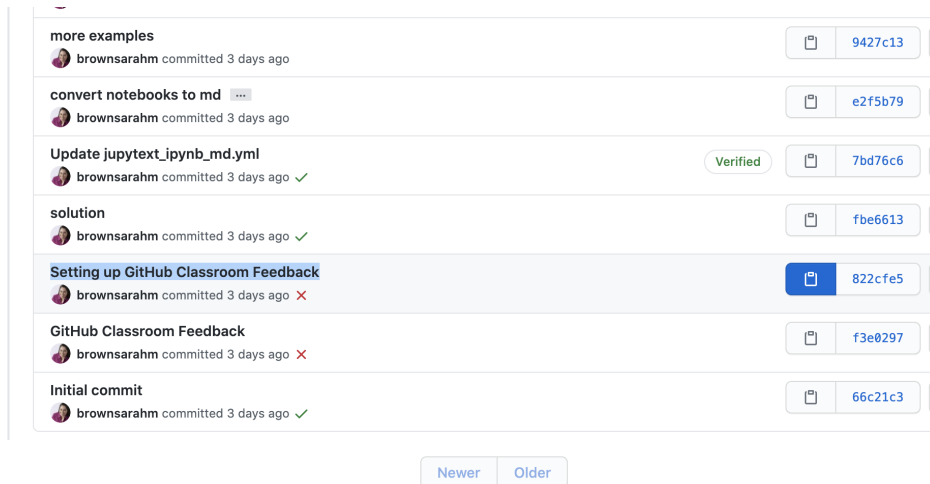 more examples
brownsarahm committed 3 days ago
9427c13
convert notebooks to md ...
brownsarahm committed 3 days ago
e2f5b79
Update jupytext_ipynb_md.yml
brownsarahm committed 3 days ago
Verified
7bd76c6
solution
brownsarahm committed 3 days ago
fbe6613
Setting up GitHub Classroom Feedback
brownsarahm committed 3 days ago
822cfe5
GitHub Classroom Feedback
brownsarahm committed 3 days ago
f3e0297
Initial commit
brownsarahm committed 3 days ago
66c21c3
Newer Older